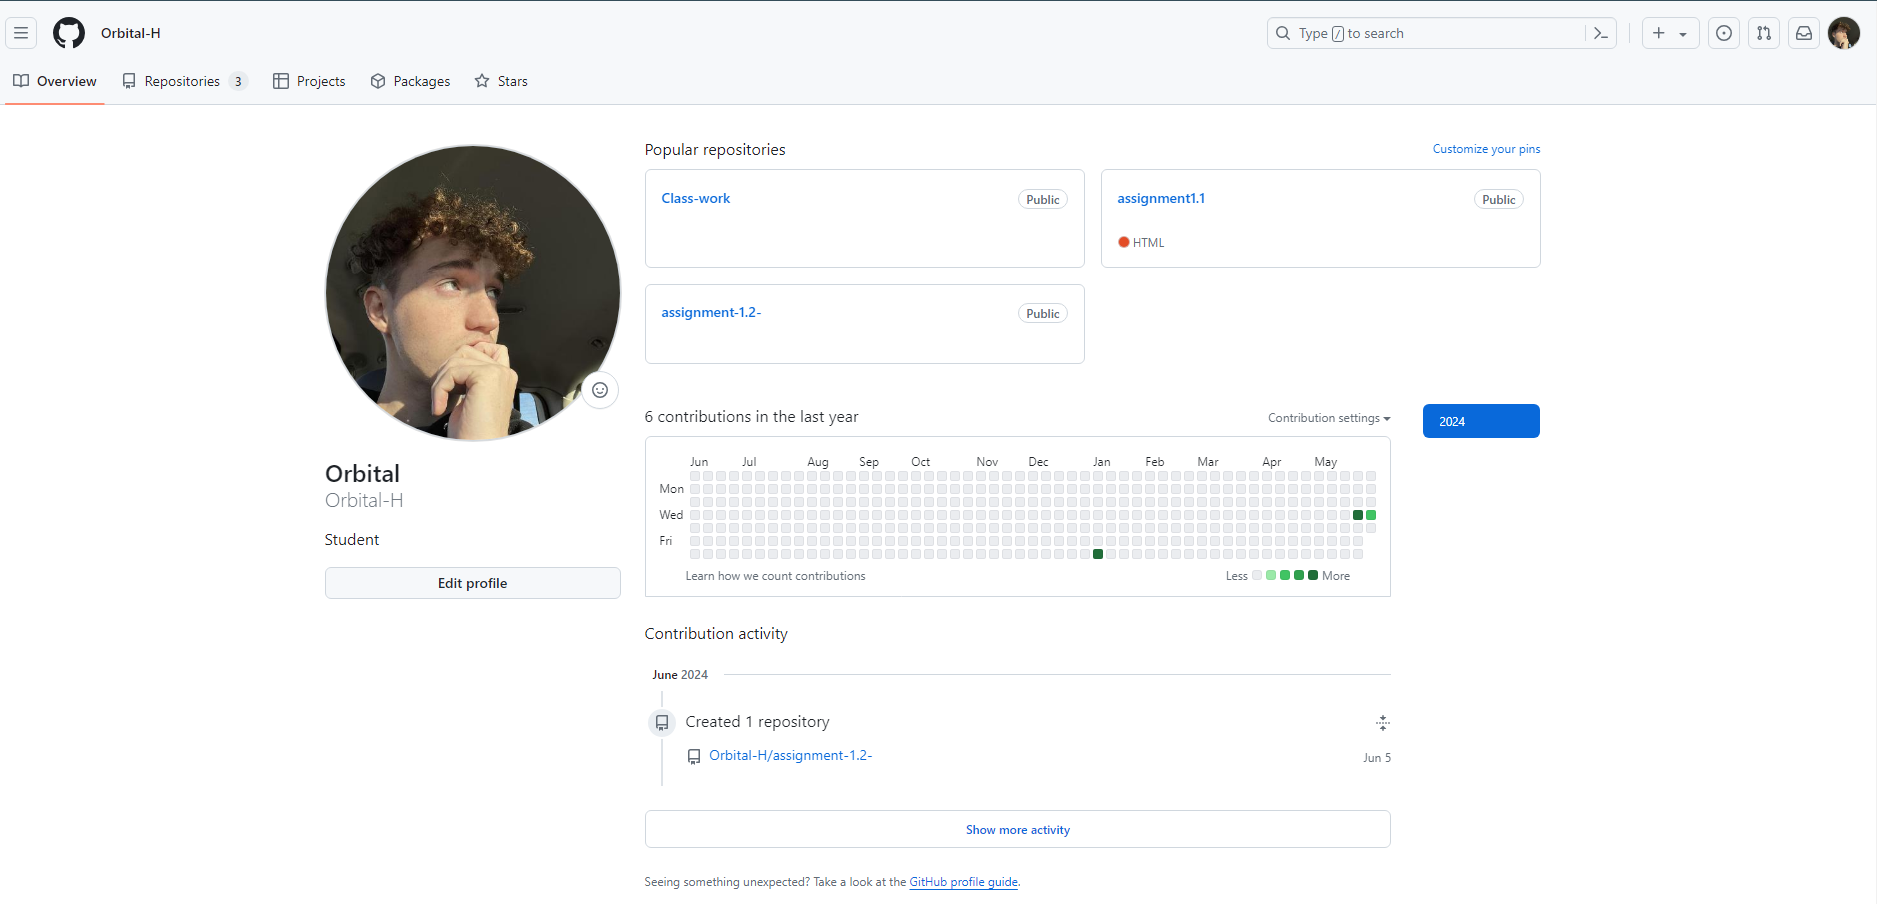 Orbital-H
Type / to search
Overview
Repositories 3
Projects
Packages
Stars
Orbital
Orbital-H
Student
Edit profile
Popular repositories
Customize your pins
Class-work
Public
assignment1.1
Public
HTML
assignment-1.2-
Public
6 contributions in the last year
Contribution settings
2024
Jun Jul Aug Sep Oct Nov Dec Jan Feb Mar Apr May
Mon
Wed
Fri
Learn how we count contributions
Less
More
Contribution activity
June 2024
Created 1 repository
Orbital-H/assignment-1.2-
Jun 5
Show more activity
Seeing something unexpected? Take a look at the GitHub profile guide.